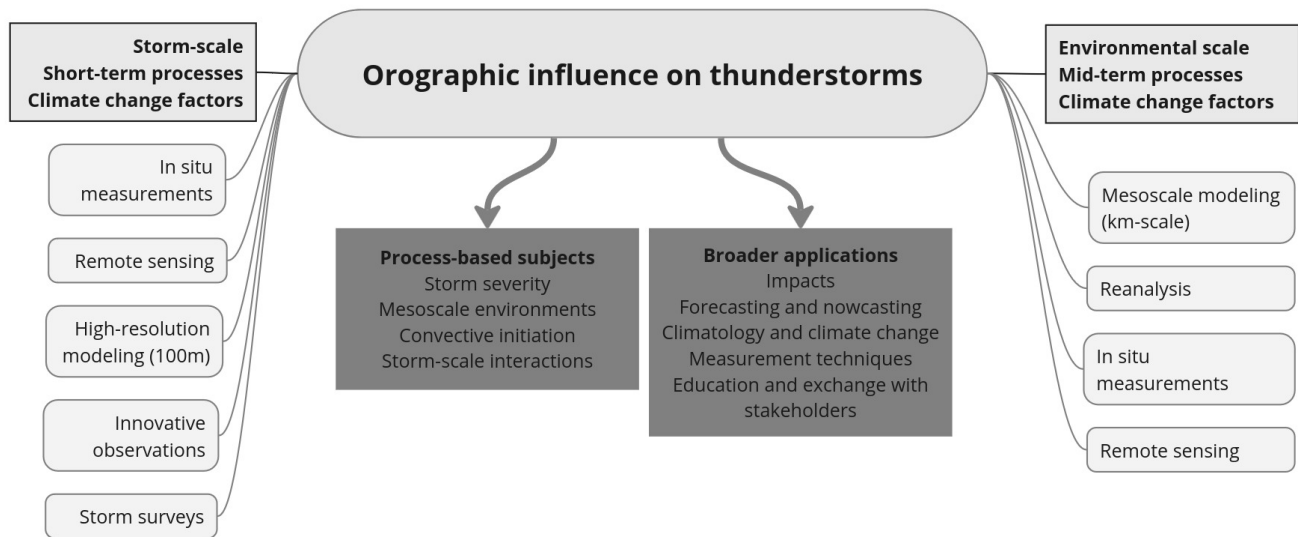 Orographic influence on thunderstorms
Storm-scale
Short-term processes
Climate change factors
In situ
measurements
Remote sensing
High-resolution
modeling (100m)
Innovative
observations
Storm surveys
Process-based subjects
Storm severity
Mesoscale environments
Convective initiation
Storm-scale interactions
Broader applications
Impacts
Forecasting and nowcasting
Climatology and climate change
Measurement techniques
Education and exchange with
stakeholders
Environmental scale
Mid-term processes
Climate change factors
Mesoscale modeling
(km-scale)
Reanalysis
In situ
measurements
Remote sensing